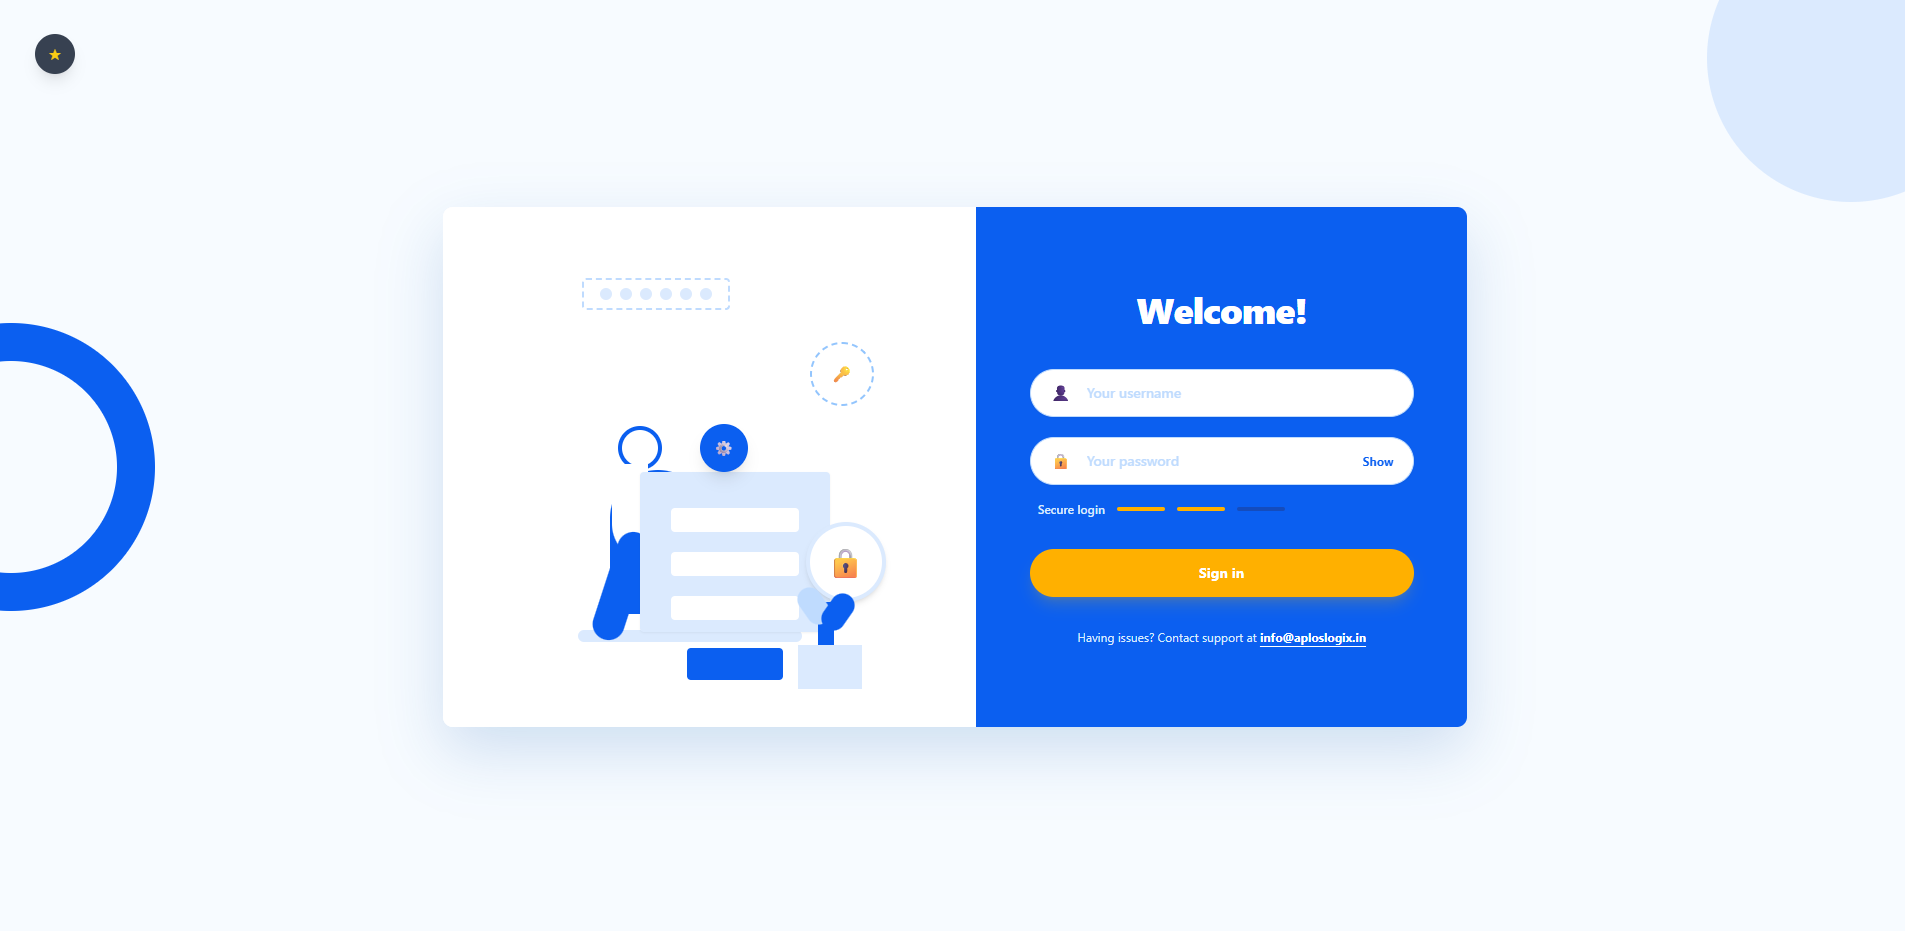 Welcome!
Your username
Your password
Show
Secure login
Sign in
Having issues? Contact support at info@aploslogix.in